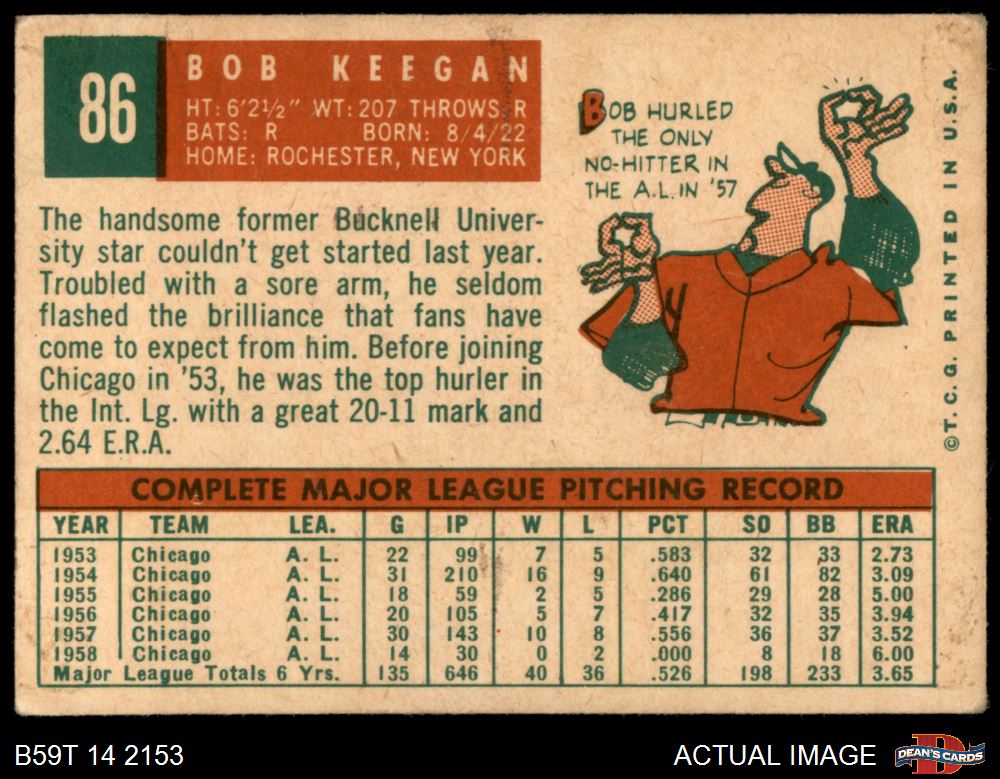 86
BOB KEEGAN
HT: 6'2½" WT: 207 THROWS: R
BATS: R BORN: 8/4/22
HOME: ROCHESTER, NEW YORK
BOB HURLED
THE ONLY
NO-HITTER IN
THE A.L. IN '57
The handsome former Bucknell Univer-
sity star couldn't get started last year.
Troubled with a sore arm, he seldom
flashed the brilliance that fans have
come to expect from him. Before joining
Chicago in '53, he was the top hurler in
the Int. Lg. with a great 20-11 mark and
2.64 E.R.A.
©T. C. G. PRINTED IN U.S.A.
COMPLETE MAJOR LEAGUE PITCHING RECORD
YEAR TEAM LEA. G IP W L PCT SO BB ERA
1953 Chicago A. L. 22 99 7 5 .583 32 33 2.73
1954 Chicago A. L. 31 210 16 9 .640 61 82 3.09
1955 Chicago A. L. 18 59 2 5 .286 29 28 5.00
1956 Chicago A. L. 20 105 5 7 .417 32 35 3.94
1957 Chicago A. L. 30 143 10 8 .556 36 37 3.52
1958 Chicago A. L. 14 30 0 2 .000 8 18 6.00
Major League Totals 6 Yrs. 135 646 40 36 .526 198 233 3.65
B59T 14 2153
ACTUAL IMAGE
D
DEAN'S CARDS